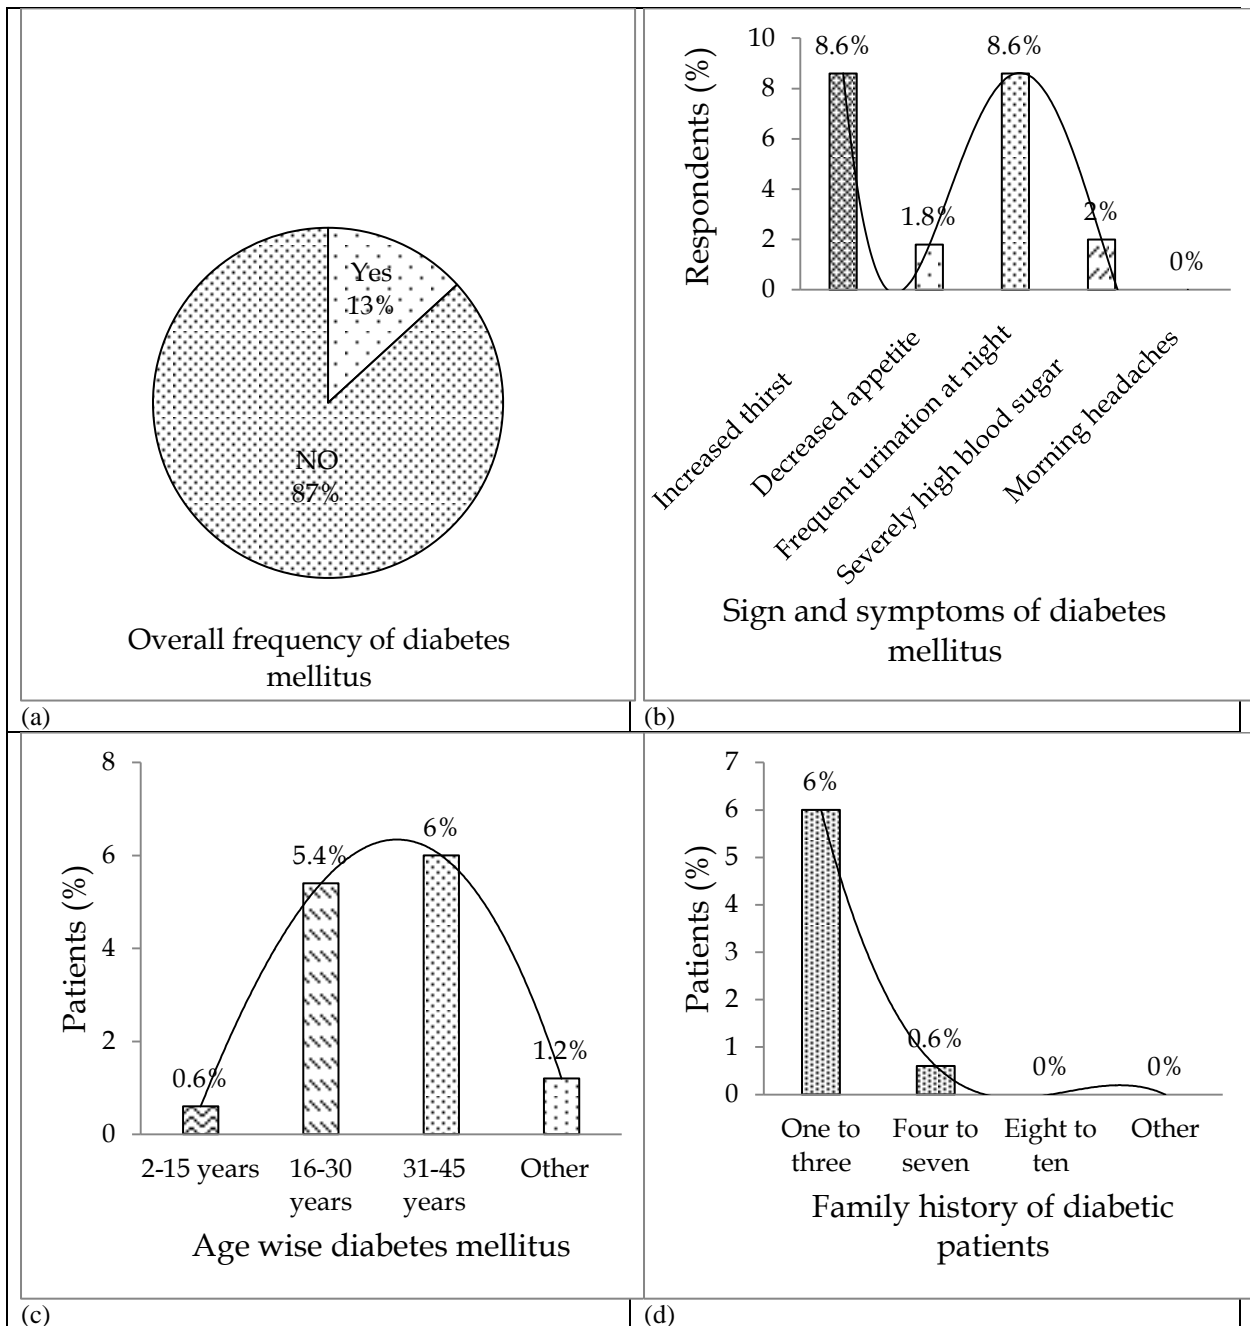 Yes
13%
NO
87%
Overall frequency of diabetes
mellitus
(a)
10
8
6
4
2
0
Respondents (%)
8.6%
1.8%
8.6%
2%
0%
Increased thirst
Decreased appetite
Frequent urination at night
Severely high blood sugar
Morning headaches
Sign and symptoms of diabetes
mellitus
(b)
8
6
4
2
0
Patients (%)
0.6%
5.4%
6%
1.2%
2-15 years
16-30
years
31-45
years
Other
Age wise diabetes mellitus
(c)
7
6
5
4
3
2
1
0
Patients (%)
6%
0.6%
0%
0%
One to
three
Four to
seven
Eight to
ten
Other
Family history of diabetic
patients
(d)